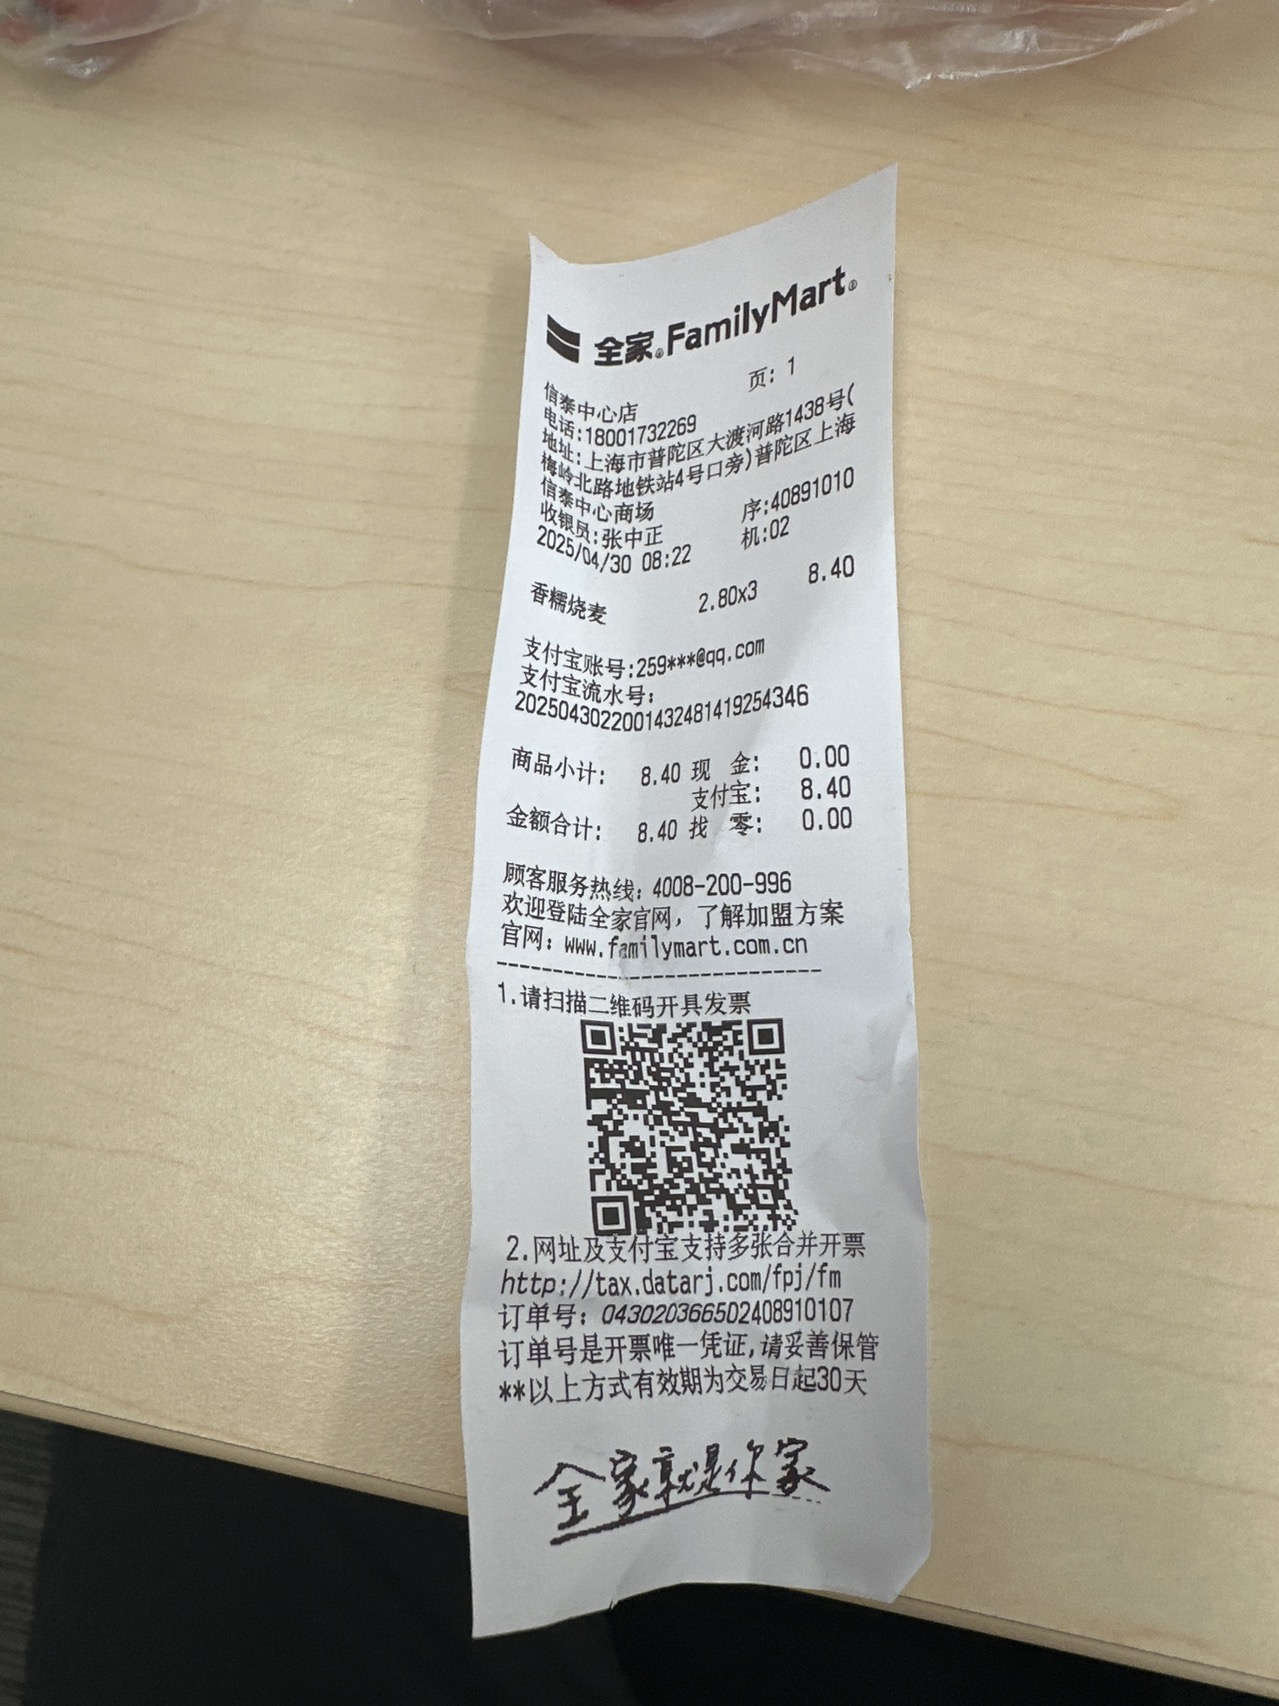 全家 FamilyMart
页: 1
信泰中心店
电话:18001732269
地址:上海市普陀区大渡河路1438号(
梅岭北路地铁站4号口旁)普陀区上海
信泰中心商场 序:40891010
收银员:张中正 机:02
2025/04/30 08:22
香糯烧麦 2.80x3 8.40
支付宝账号:259***@qq.com
支付宝流水号:
2025043022001432481419254346
商品小计: 8.40 现 金: 0.00
支付宝: 8.40
金额合计: 8.40 找 零: 0.00
顾客服务热线: 4008-200-996
欢迎登陆全家官网，了解加盟方案
官网: www.familymart.com.cn
------------------------------
1.请扫描二维码开具发票
2.网址及支付宝支持多张合并开票
http://tax.datarj.com/fpj/fm
订单号: 0430203665024089​10107
订单号是开票唯一凭证,请妥善保管
**以上方式有效期为交易日起30天
全家就是你家